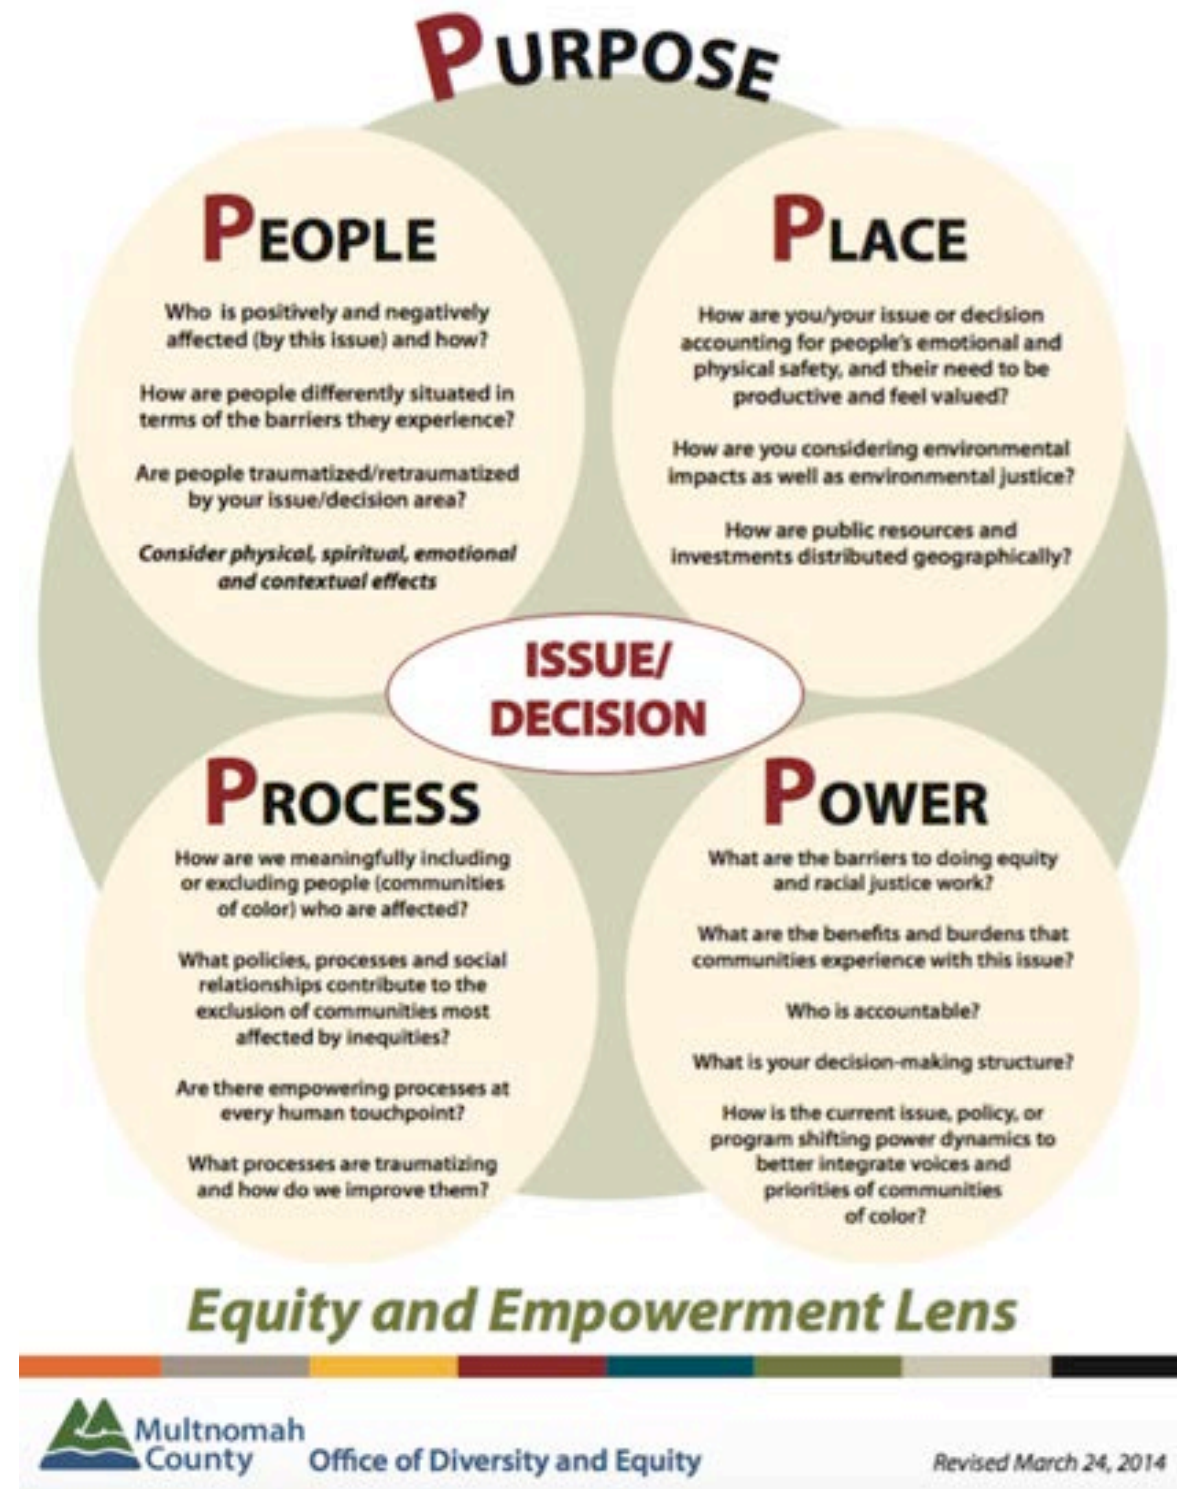 PURPOSE
PEOPLE
Who is positively and negatively
affected (by this issue) and how?
How are people differently situated in
terms of the barriers they experience?
Are people traumatized/retraumatized
by your issue/decision area?
Consider physical, spiritual, emotional
and contextual effects
PLACE
How are you/your issue or decision
accounting for people's emotional and
physical safety, and their need to be
productive and feel valued?
How are you considering environmental
impacts as well as environmental justice?
How are public resources and
investments distributed geographically?
ISSUE/
DECISION
PROCESS
How are we meaningfully including
or excluding people (communities
of color) who are affected?
What policies, processes and social
relationships contribute to the
exclusion of communities most
affected by inequities?
Are there empowering processes at
every human touchpoint?
What processes are traumatizing
and how do we improve them?
POWER
What are the barriers to doing equity
and racial justice work?
What are the benefits and burdens that
communities experience with this issue?
Who is accountable?
What is your decision-making structure?
How is the current issue, policy, or
program shifting power dynamics to
better integrate voices and
priorities of communities
of color?
Equity and Empowerment Lens
Multnomah
County
Office of Diversity and Equity
Revised March 24, 2014